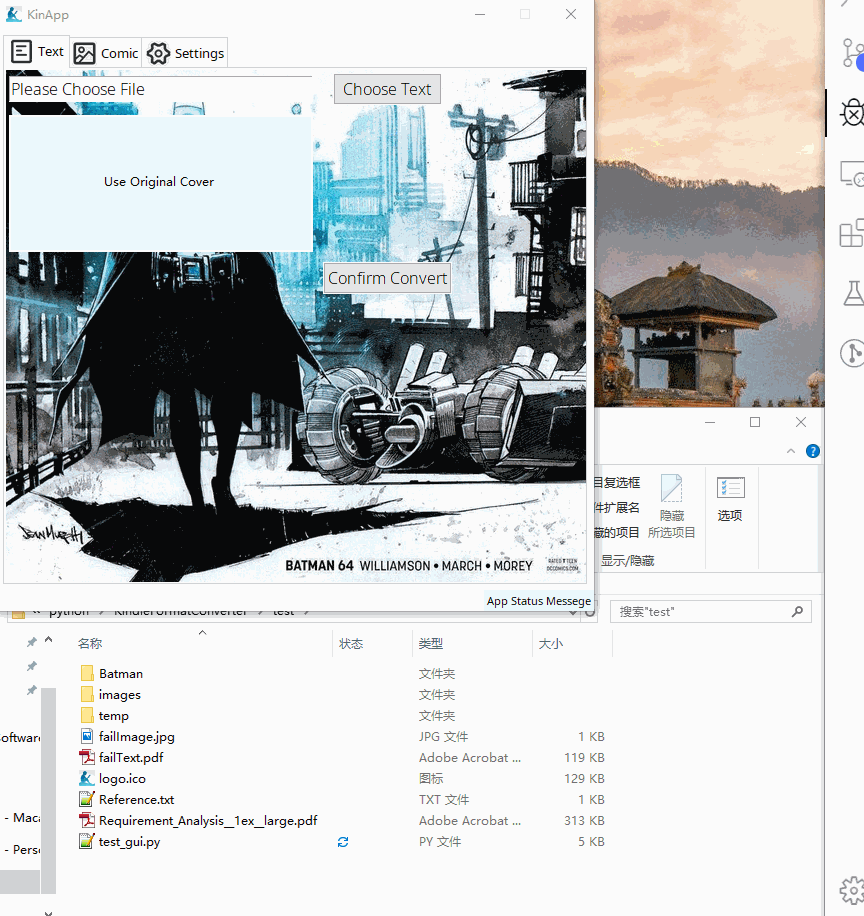 KinApp
Text
Comic
Settings
Please Choose File
Choose Text
Use Original Cover
Confirm Convert
BATMAN 64 WILLIAMSON • MARCH • MOREY
App Status Messege
目复选框
件扩展名
藏的项目
隐藏
所选项目
选项
显示/隐藏
python
KindleFormatConverter
test
搜索"test"
名称
状态
类型
大小
Batman
文件夹
images
文件夹
temp
文件夹
failImage.jpg
JPG 文件
1 KB
failText.pdf
Adobe Acrobat ...
119 KB
logo.ico
图标
129 KB
Reference.txt
TXT 文件
1 KB
Requirement_Analysis__1ex__large.pdf
Adobe Acrobat ...
313 KB
test_gui.py
PY 文件
5 KB
oftware
- Maca
- Perso